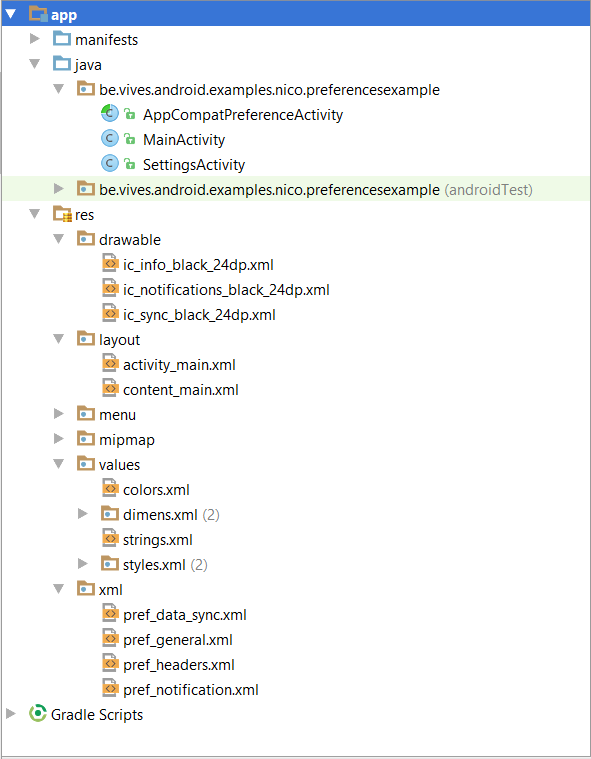 app
manifests
java
be.vives.android.examples.nico.preferencesexample
AppCompatPreferenceActivity
MainActivity
SettingsActivity
be.vives.android.examples.nico.preferencesexample (androidTest)
res
drawable
ic_info_black_24dp.xml
ic_notifications_black_24dp.xml
ic_sync_black_24dp.xml
layout
activity_main.xml
content_main.xml
menu
mipmap
values
colors.xml
dimens.xml (2)
strings.xml
styles.xml (2)
xml
pref_data_sync.xml
pref_general.xml
pref_headers.xml
pref_notification.xml
Gradle Scripts